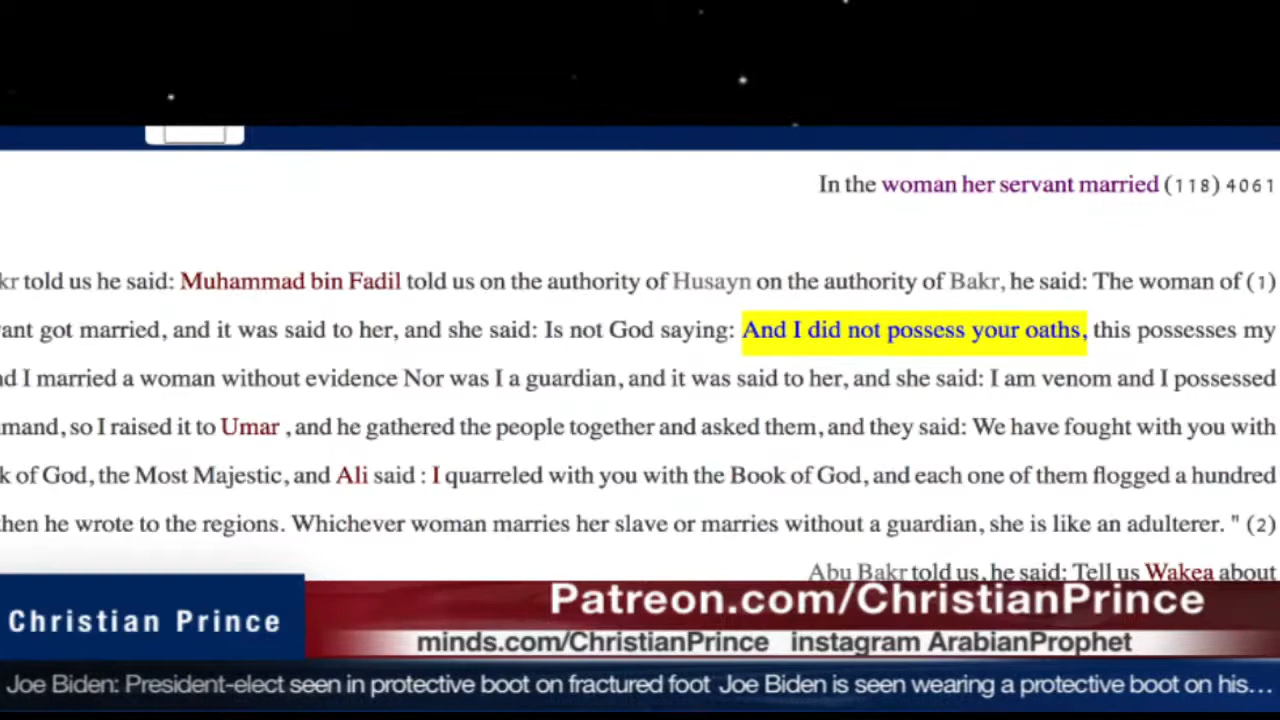 In the woman her servant married (118) 4061
kr told us he said: Muhammad bin Fadil told us on the authority of Husayn on the authority of Bakr, he said: The woman of (1)
ant got married, and it was said to her, and she said: Is not God saying: And I did not possess your oaths, this possesses my
d I married a woman without evidence Nor was I a guardian, and it was said to her, and she said: I am venom and I possessed
mand, so I raised it to Umar , and he gathered the people together and asked them, and they said: We have fought with you with
k of God, the Most Majestic, and Ali said : I quarreled with you with the Book of God, and each one of them flogged a hundred
hen he wrote to the regions. Whichever woman marries her slave or marries without a guardian, she is like an adulterer. " (2)
Abu Bakr told us, he said: Tell us Wakea about
Patreon.com/ChristianPrince
Christian Prince
minds.com/ChristianPrince instagram ArabianProphet
Joe Biden: President-elect seen in protective boot on fractured foot Joe Biden is seen wearing a protective boot on his...